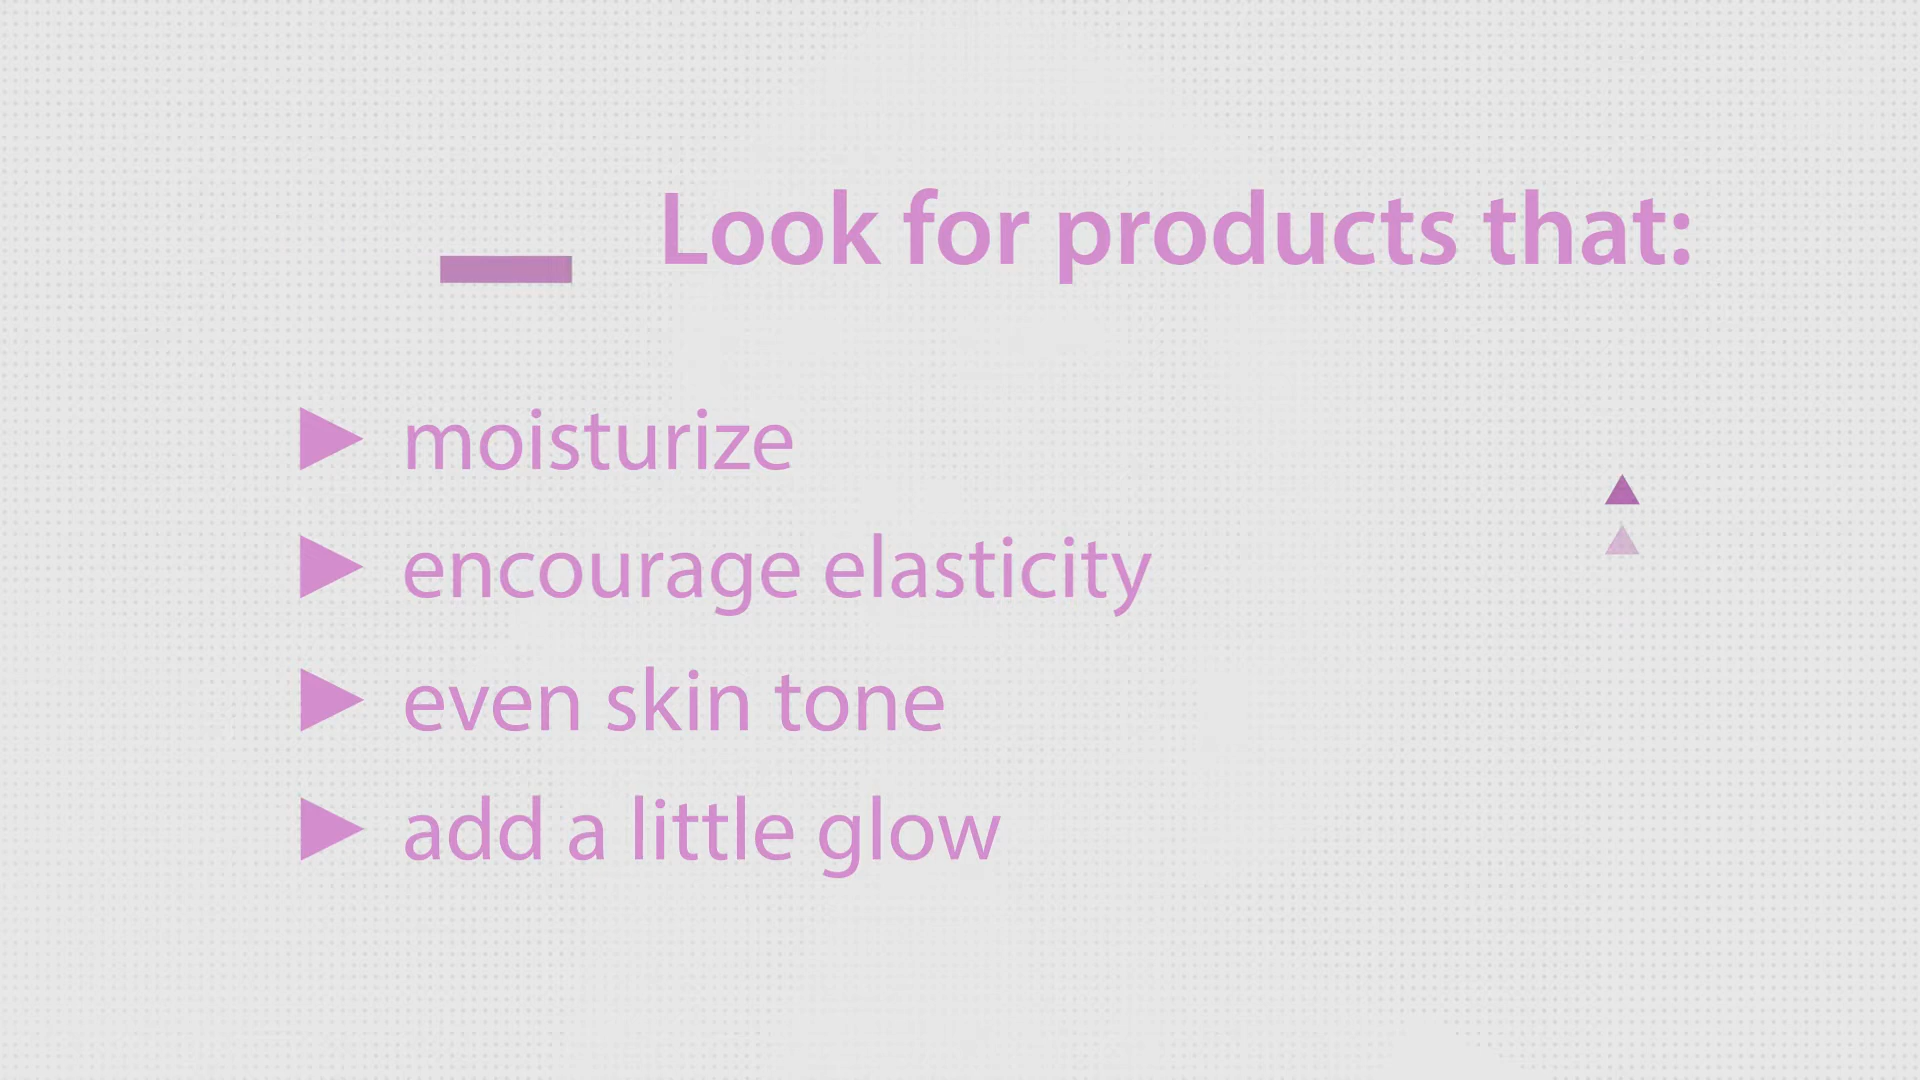 Look for products that:
moisturize
encourage elasticity
even skin tone
add a little glow